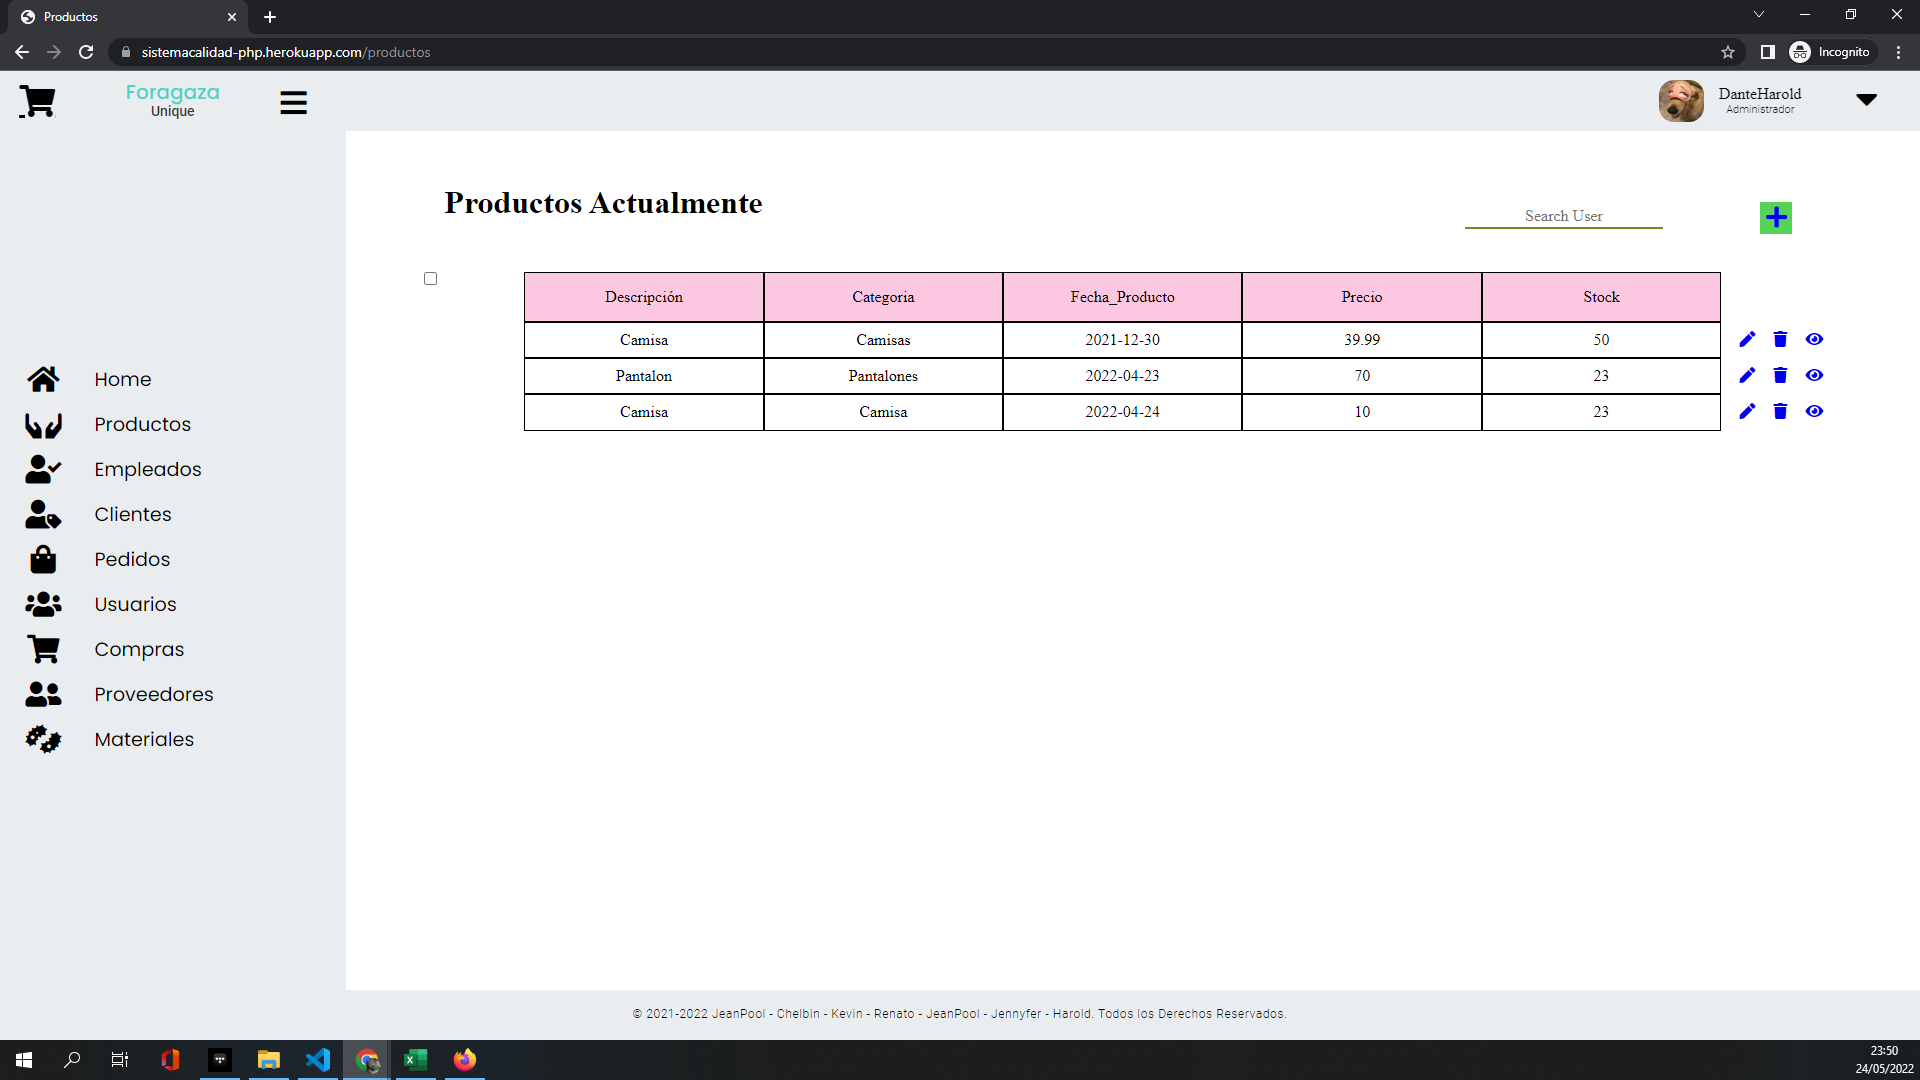 Productos
sistemacalidad-php.herokuapp.com/productos
Incognito
Foragaza
Unique
DanteHarold
Administrador
Productos Actualmente
Search User
Descripción Categoria Fecha_Producto Precio Stock
Camisa Camisas 2021-12-30 39.99 50
Pantalon Pantalones 2022-04-23 70 23
Camisa Camisa 2022-04-24 10 23
Home
Productos
Empleados
Clientes
Pedidos
Usuarios
Compras
Proveedores
Materiales
© 2021-2022 JeanPool - Chelbin - Kevin - Renato - JeanPool - Jennyfer - Harold. Todos los Derechos Reservados.
23:50
24/05/2022